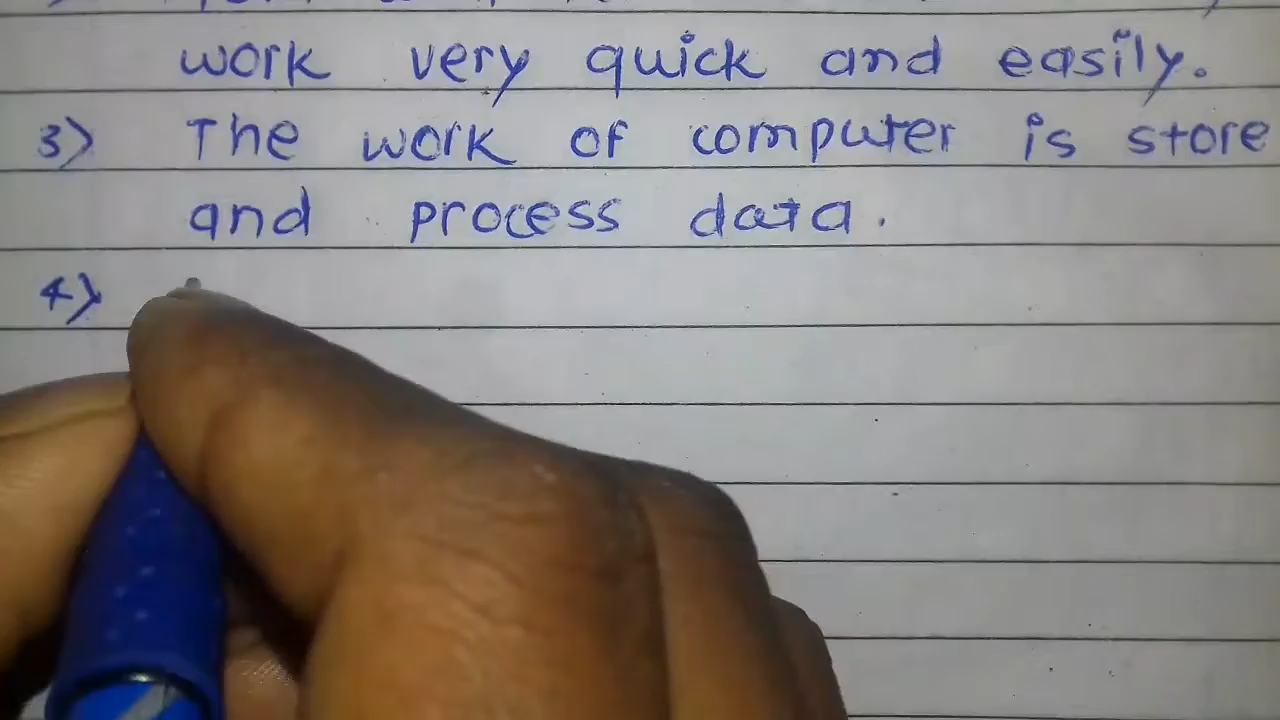 work very quick and easily.
3) The work of computer is store
and process data.
4)